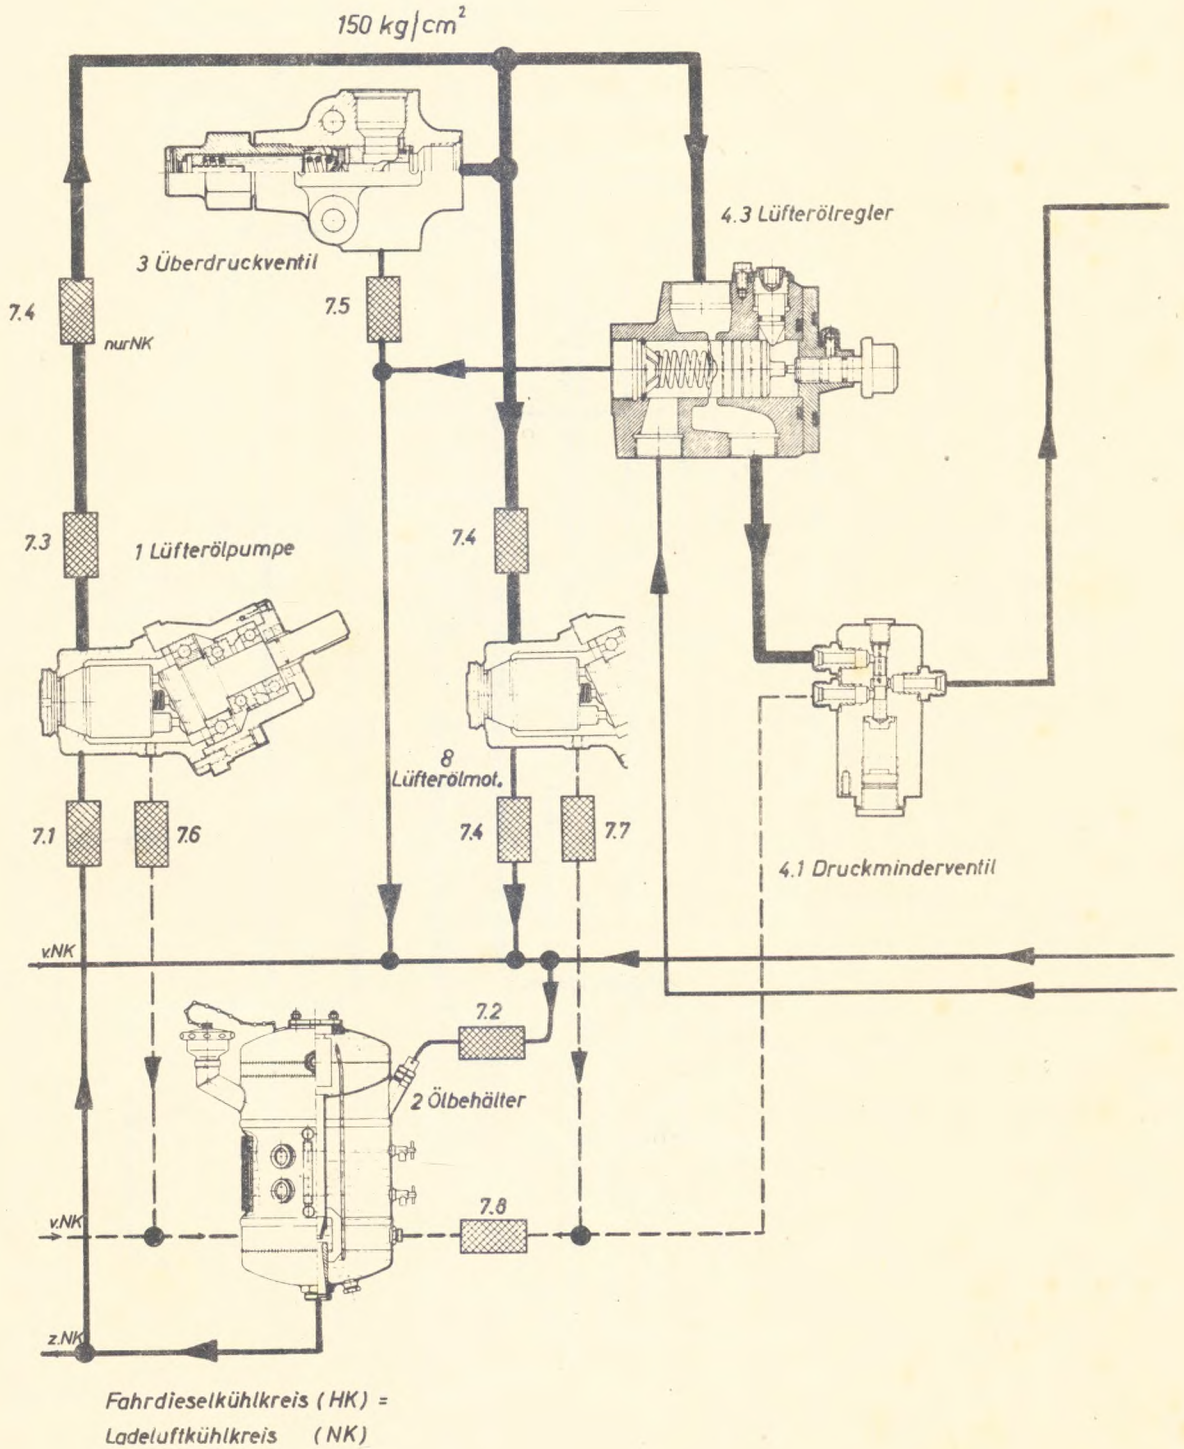 150 kg/cm²
4.3 Lüfterölregler
3 Überdruckventil
7.4
7.5
nurNK
7.3
1 Lüfterölpumpe
7.4
8
Lüfterölmot.
7.1
7.6
7.4
7.7
4.1 Druckminderventil
v.NK
7.2
2 Ölbehälter
7.8
v.NK
z.NK
Fahrdieselkühlkreis (HK) =
Ladeluftkühlkreis (NK)